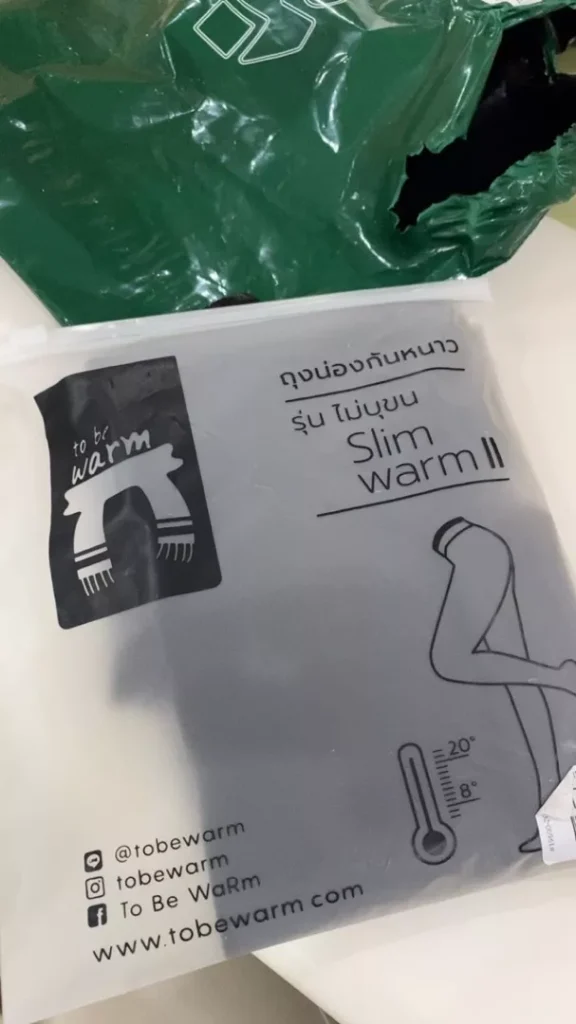 to be
warm
ถุงน่องกันหนาว
รุ่น ไม่บุขน
Slim
warm II
20°
8°
@tobewarm
tobewarm
To Be WaRm
www.tobewarm.com